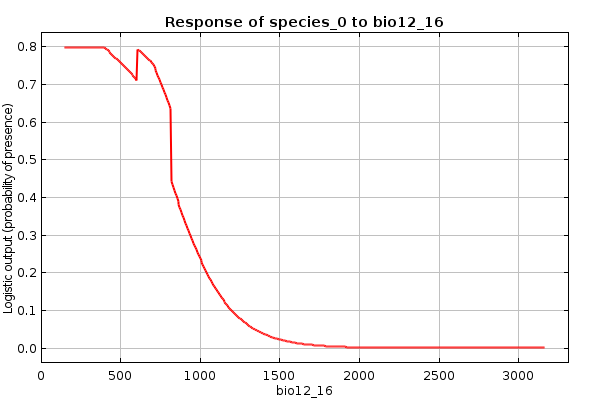 Response of species_0 to bio12_16
Logistic output (probability of presence)
0.8
0.7
0.6
0.5
0.4
0.3
0.2
0.1
0.0
0 500 1000 1500 2000 2500 3000
bio12_16